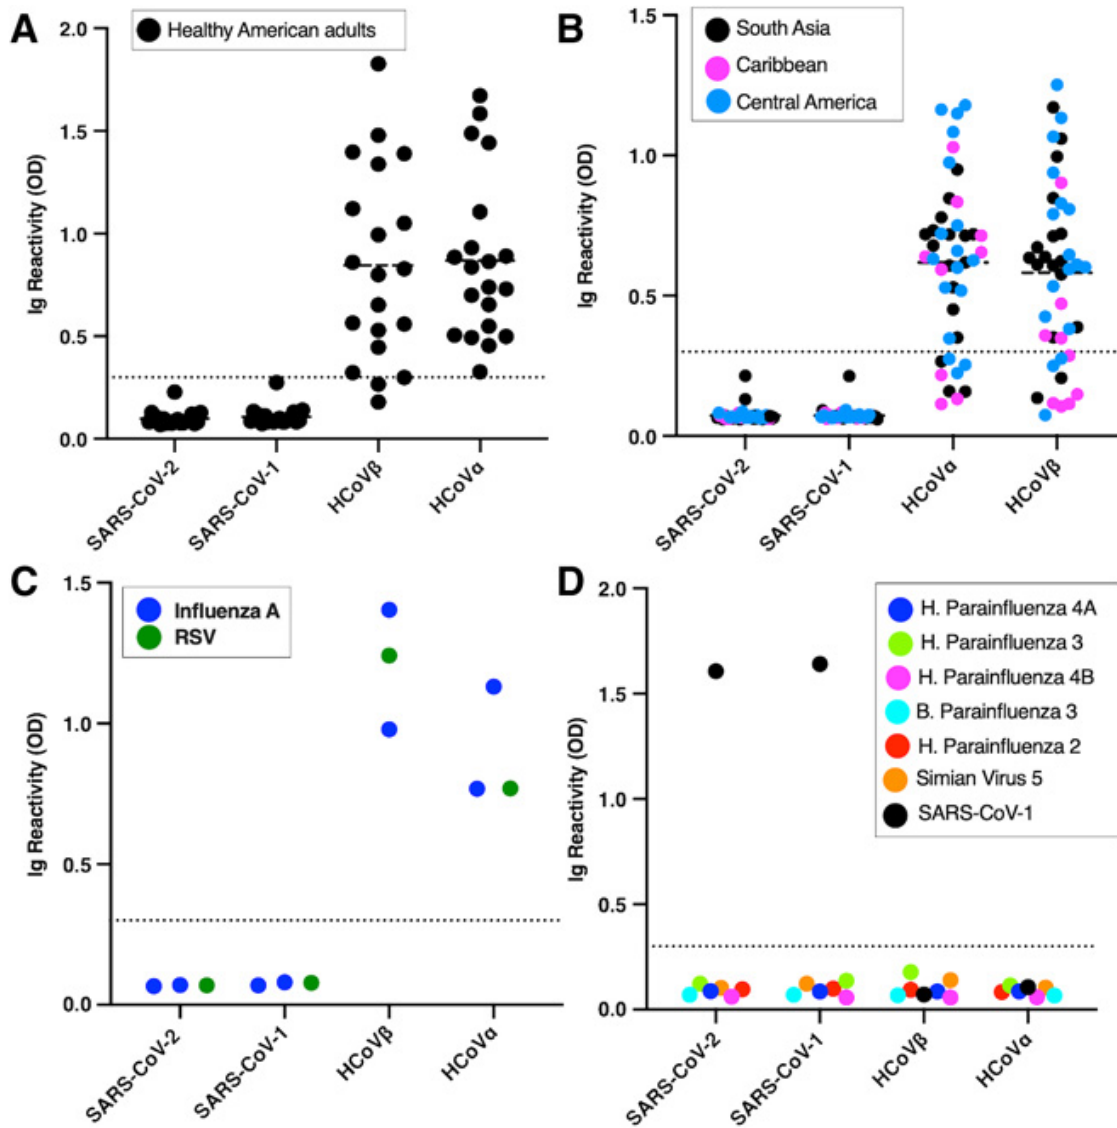 A
Healthy American adults
Ig Reactivity (OD)
2.0
1.5
1.0
0.5
0.0
SARS-CoV-2
SARS-CoV-1
HCoVβ
HCoVα
B
South Asia
Caribbean
Central America
Ig Reactivity (OD)
1.5
1.0
0.5
0.0
SARS-CoV-2
SARS-CoV-1
HCoVα
HCoVβ
C
Influenza A
RSV
Ig Reactivity (OD)
1.5
1.0
0.5
0.0
SARS-CoV-2
SARS-CoV-1
HCoVβ
HCoVα
D
H. Parainfluenza 4A
H. Parainfluenza 3
H. Parainfluenza 4B
B. Parainfluenza 3
H. Parainfluenza 2
Simian Virus 5
SARS-CoV-1
Ig Reactivity (OD)
2.0
1.5
1.0
0.5
0.0
SARS-CoV-2
SARS-CoV-1
HCoVβ
HCoVα